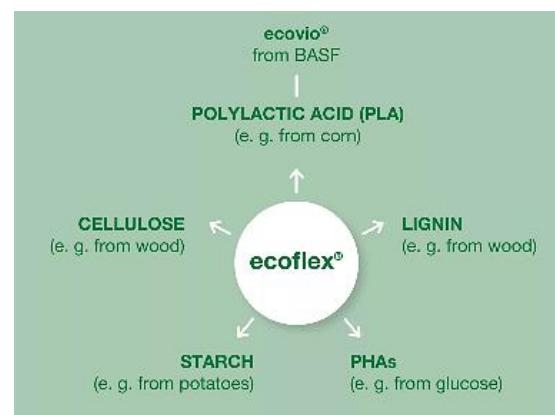 ecovio®
from BASF
POLYLACTIC ACID (PLA)
(e. g. from corn)
CELLULOSE
(e. g. from wood)
LIGNIN
(e. g. from wood)
ecoflex®
STARCH
(e. g. from potatoes)
PHAs
(e. g. from glucose)